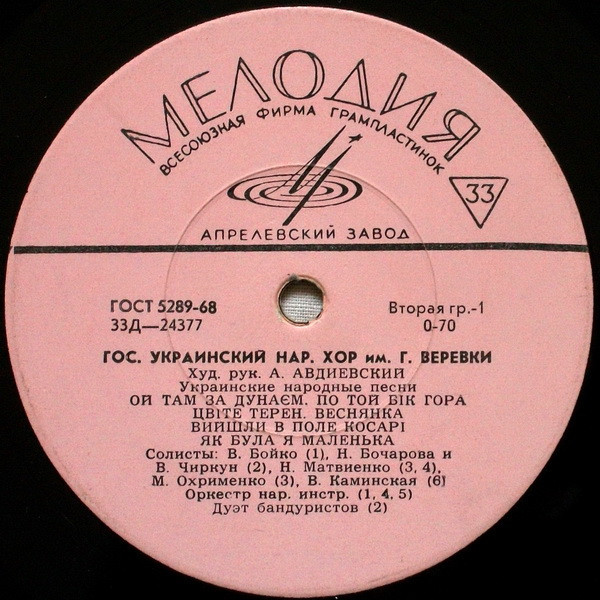 МЕЛОДИЯ
ВСЕСОЮЗНАЯ ФИРМА ГРАМПЛАСТИНОК
33
АПРЕЛЕВСКИЙ ЗАВОД
ГОСТ 5289-68 Вторая гр.-1
33Д—24377 0-70
ГОС. УКРАИНСКИЙ НАР. ХОР им. Г. ВЕРЕВКИ
Худ. рук. А. АВДИЕВСКИЙ
Украинские народные песни
ОЙ ТАМ ЗА ДУНАЄМ. ПО ТОЙ БІК ГОРА
ЦВІТЕ ТЕРЕН. ВЕСНЯНКА
ВИЙШЛИ В ПОЛЕ КОСАРІ
ЯК БУЛА Я МАЛЕНЬКА
Солисты: В. Бойко (1), Н. Бочарова и
В. Чиркун (2), Н. Матвиенко (3, 4),
М. Охрименко (3), В. Каминская (6)
Оркестр нар. инстр. (1, 4, 5)
Дуэт бандуристов (2)